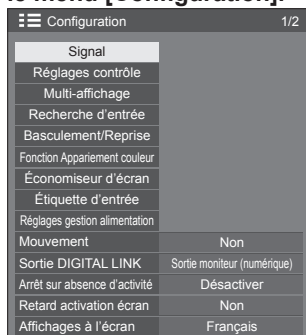 le menu [Configuration].
Configuration 1/2
Signal
Réglages contrôle
Multi-affichage
Recherche d'entrée
Basculement/Reprise
Fonction Appariement couleur
Économiseur d'écran
Étiquette d'entrée
Réglages gestion alimentation
Mouvement Non
Sortie DIGITAL LINK Sortie moniteur (numérique)
Arrêt sur absence d'activité Désactiver
Retard activation écran Non
Affichages à l'écran Français